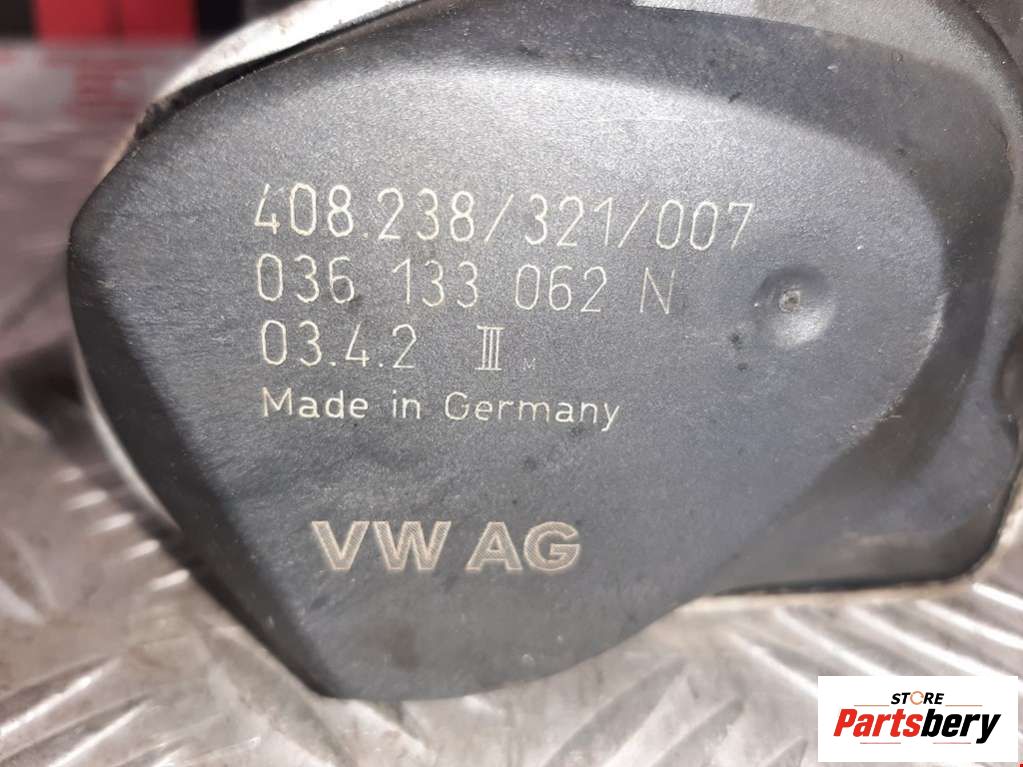 408.238/321/007
036 133 062 N
03.4.2 III M
Made in Germany
VW AG
STORE
Partsbery